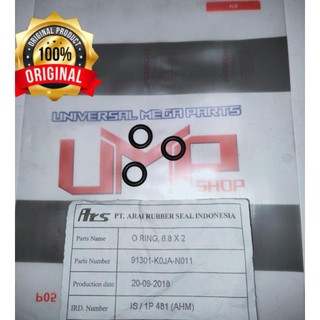 ORIGINAL PRODUCT
100%
ORIGINAL
UNIVERSAL MEGA PARTS
UMP
SHOP
Ars PT. ARAI RUBBER SEAL INDONESIA
Parts Name O RING, 6.8 X 2
Parts Number 91301-K0JA-N011
Production date 20-09-2018
IRD. Number IS / 1P 481 (AHM)